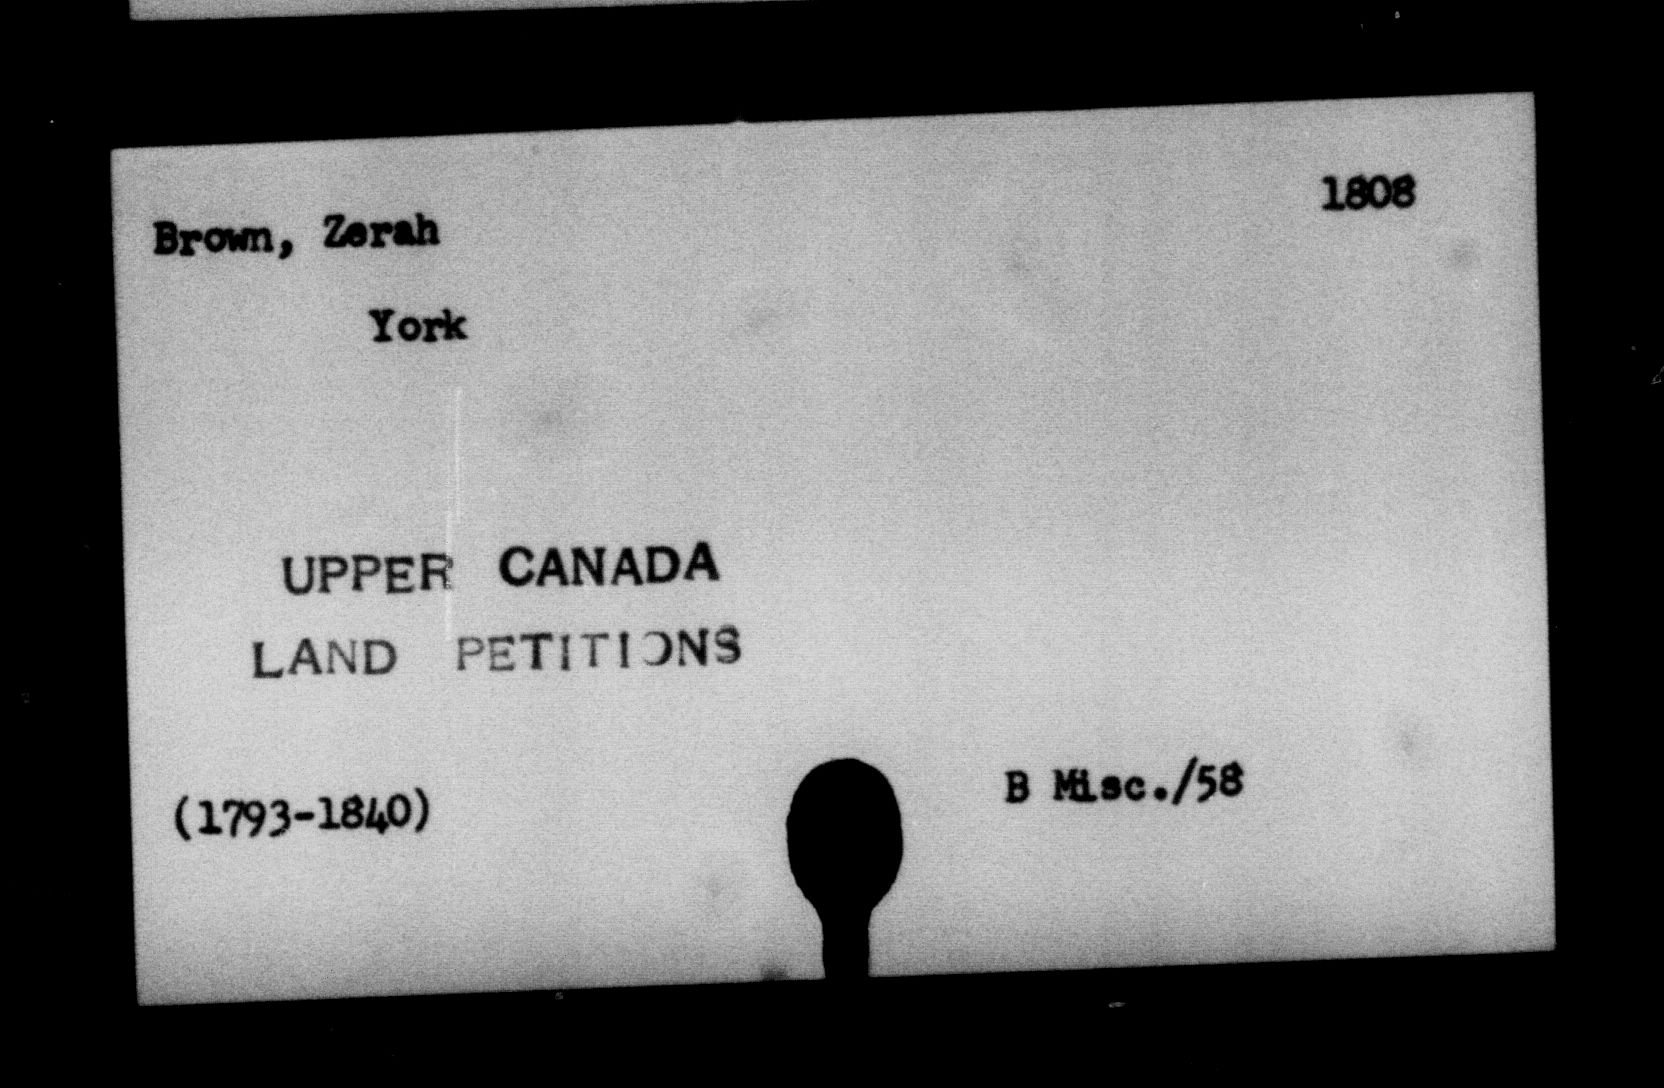 1808
Brown, Zerah
York
UPPER CANADA
LAND PETITIONS
(1793-1840)
B Misc./58